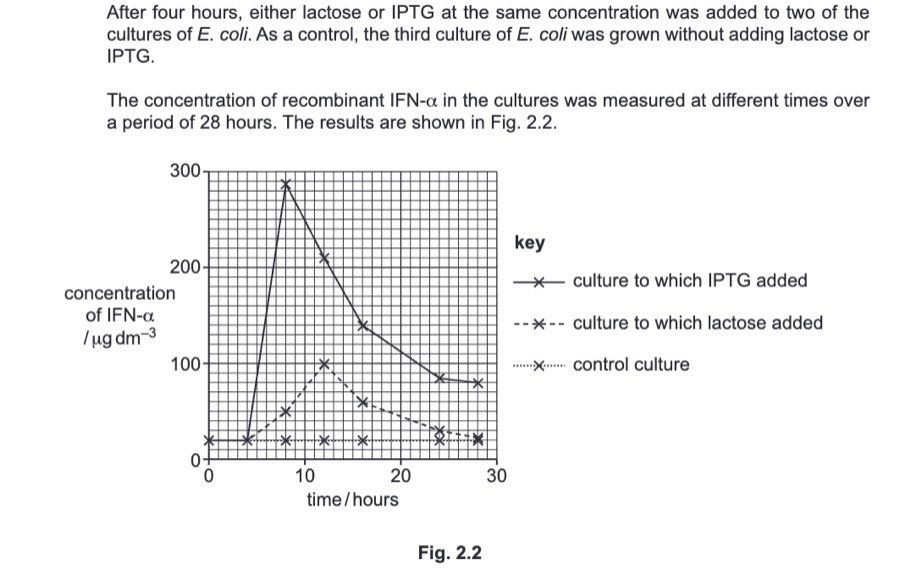 After four hours, either lactose or IPTG at the same concentration was added to two of the
cultures of E. coli. As a control, the third culture of E. coli was grown without adding lactose or
IPTG.
The concentration of recombinant IFN-α in the cultures was measured at different times over
a period of 28 hours. The results are shown in Fig. 2.2.
300
200
100
0
concentration
of IFN-α
/ μg dm⁻³
0
10
20
30
time / hours
key
culture to which IPTG added
culture to which lactose added
control culture
Fig. 2.2